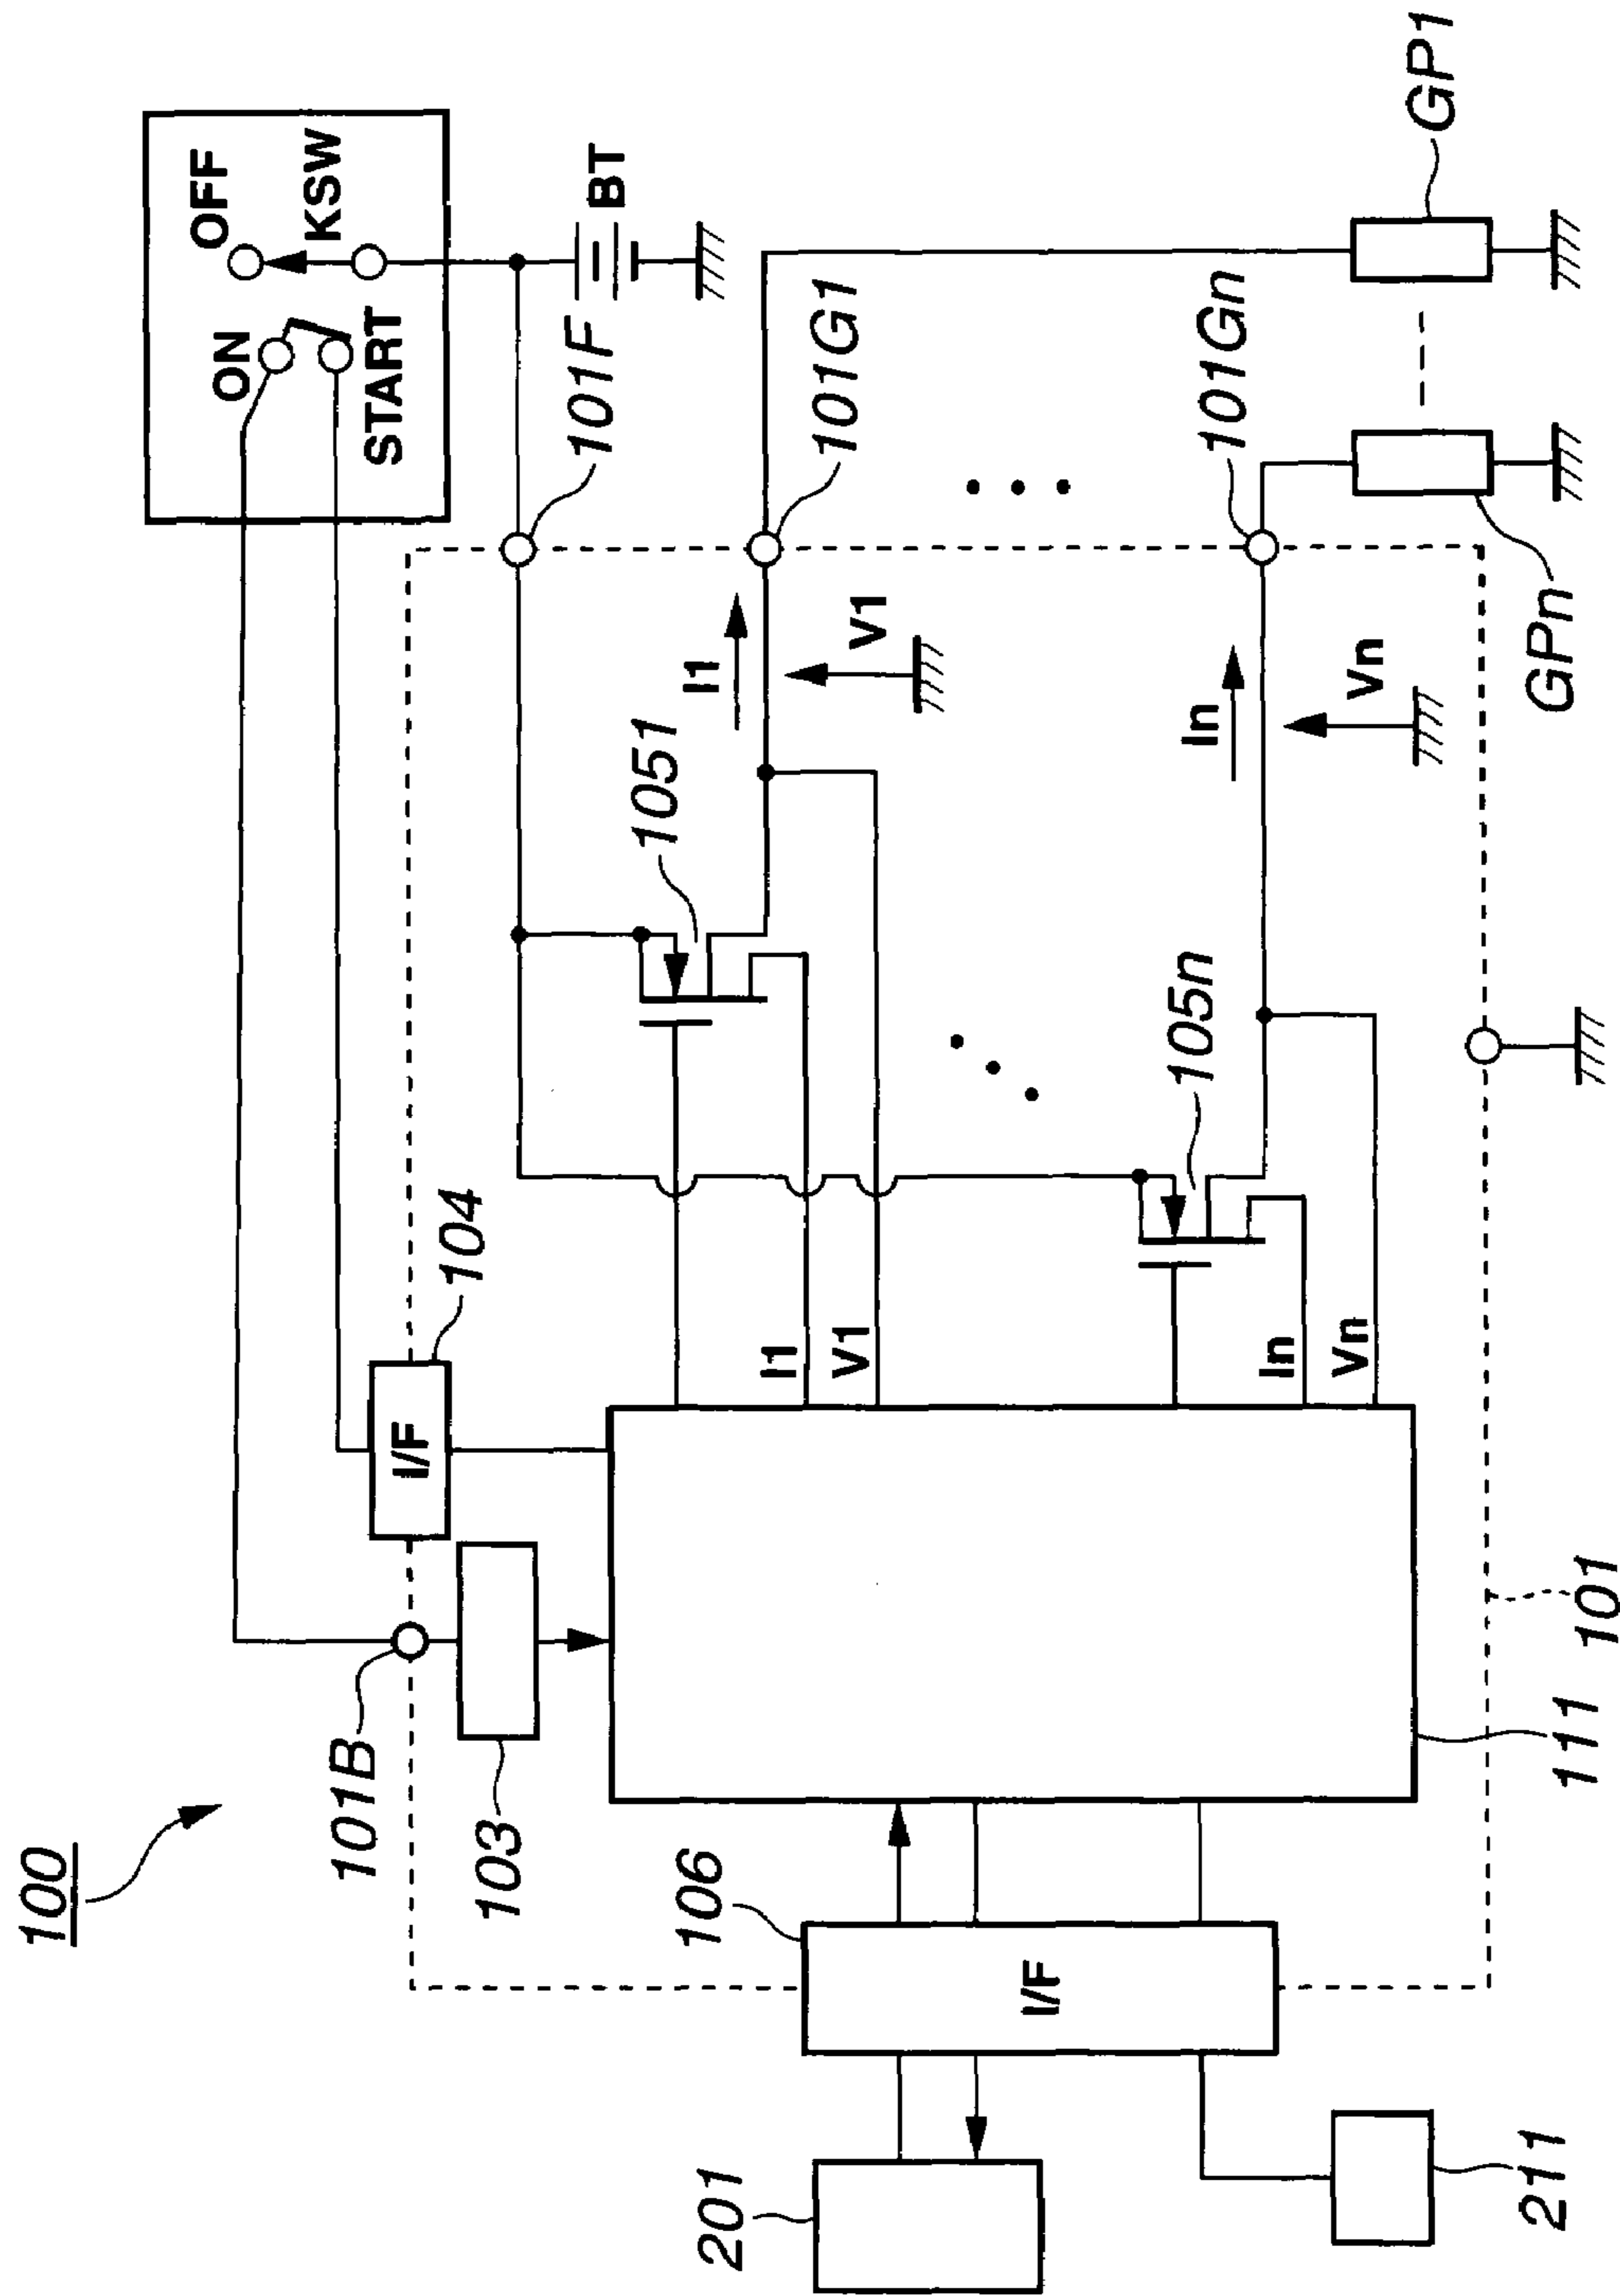 100
OFF
ON
KSW
START
BT
101F
101G1
101Gn
GP1
GPn
104
I/F
101B
103
1051
I1
V1
105n
In
Vn
I1
V1
In
Vn
106
I/F
201
211
111
101